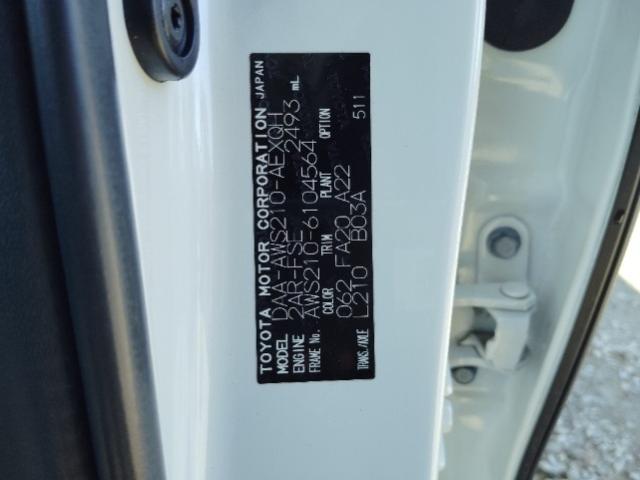 TOYOTA MOTOR CORPORATION JAPAN
MODEL DAA-AWS210-AEXQH
ENGINE 2AR-FSE 2493 mL
FRAME No. AWS210-6104564
COLOR TRIM PLANT OPTION
062 FA20 A22 511
TRANS./AXLE L210 B03A